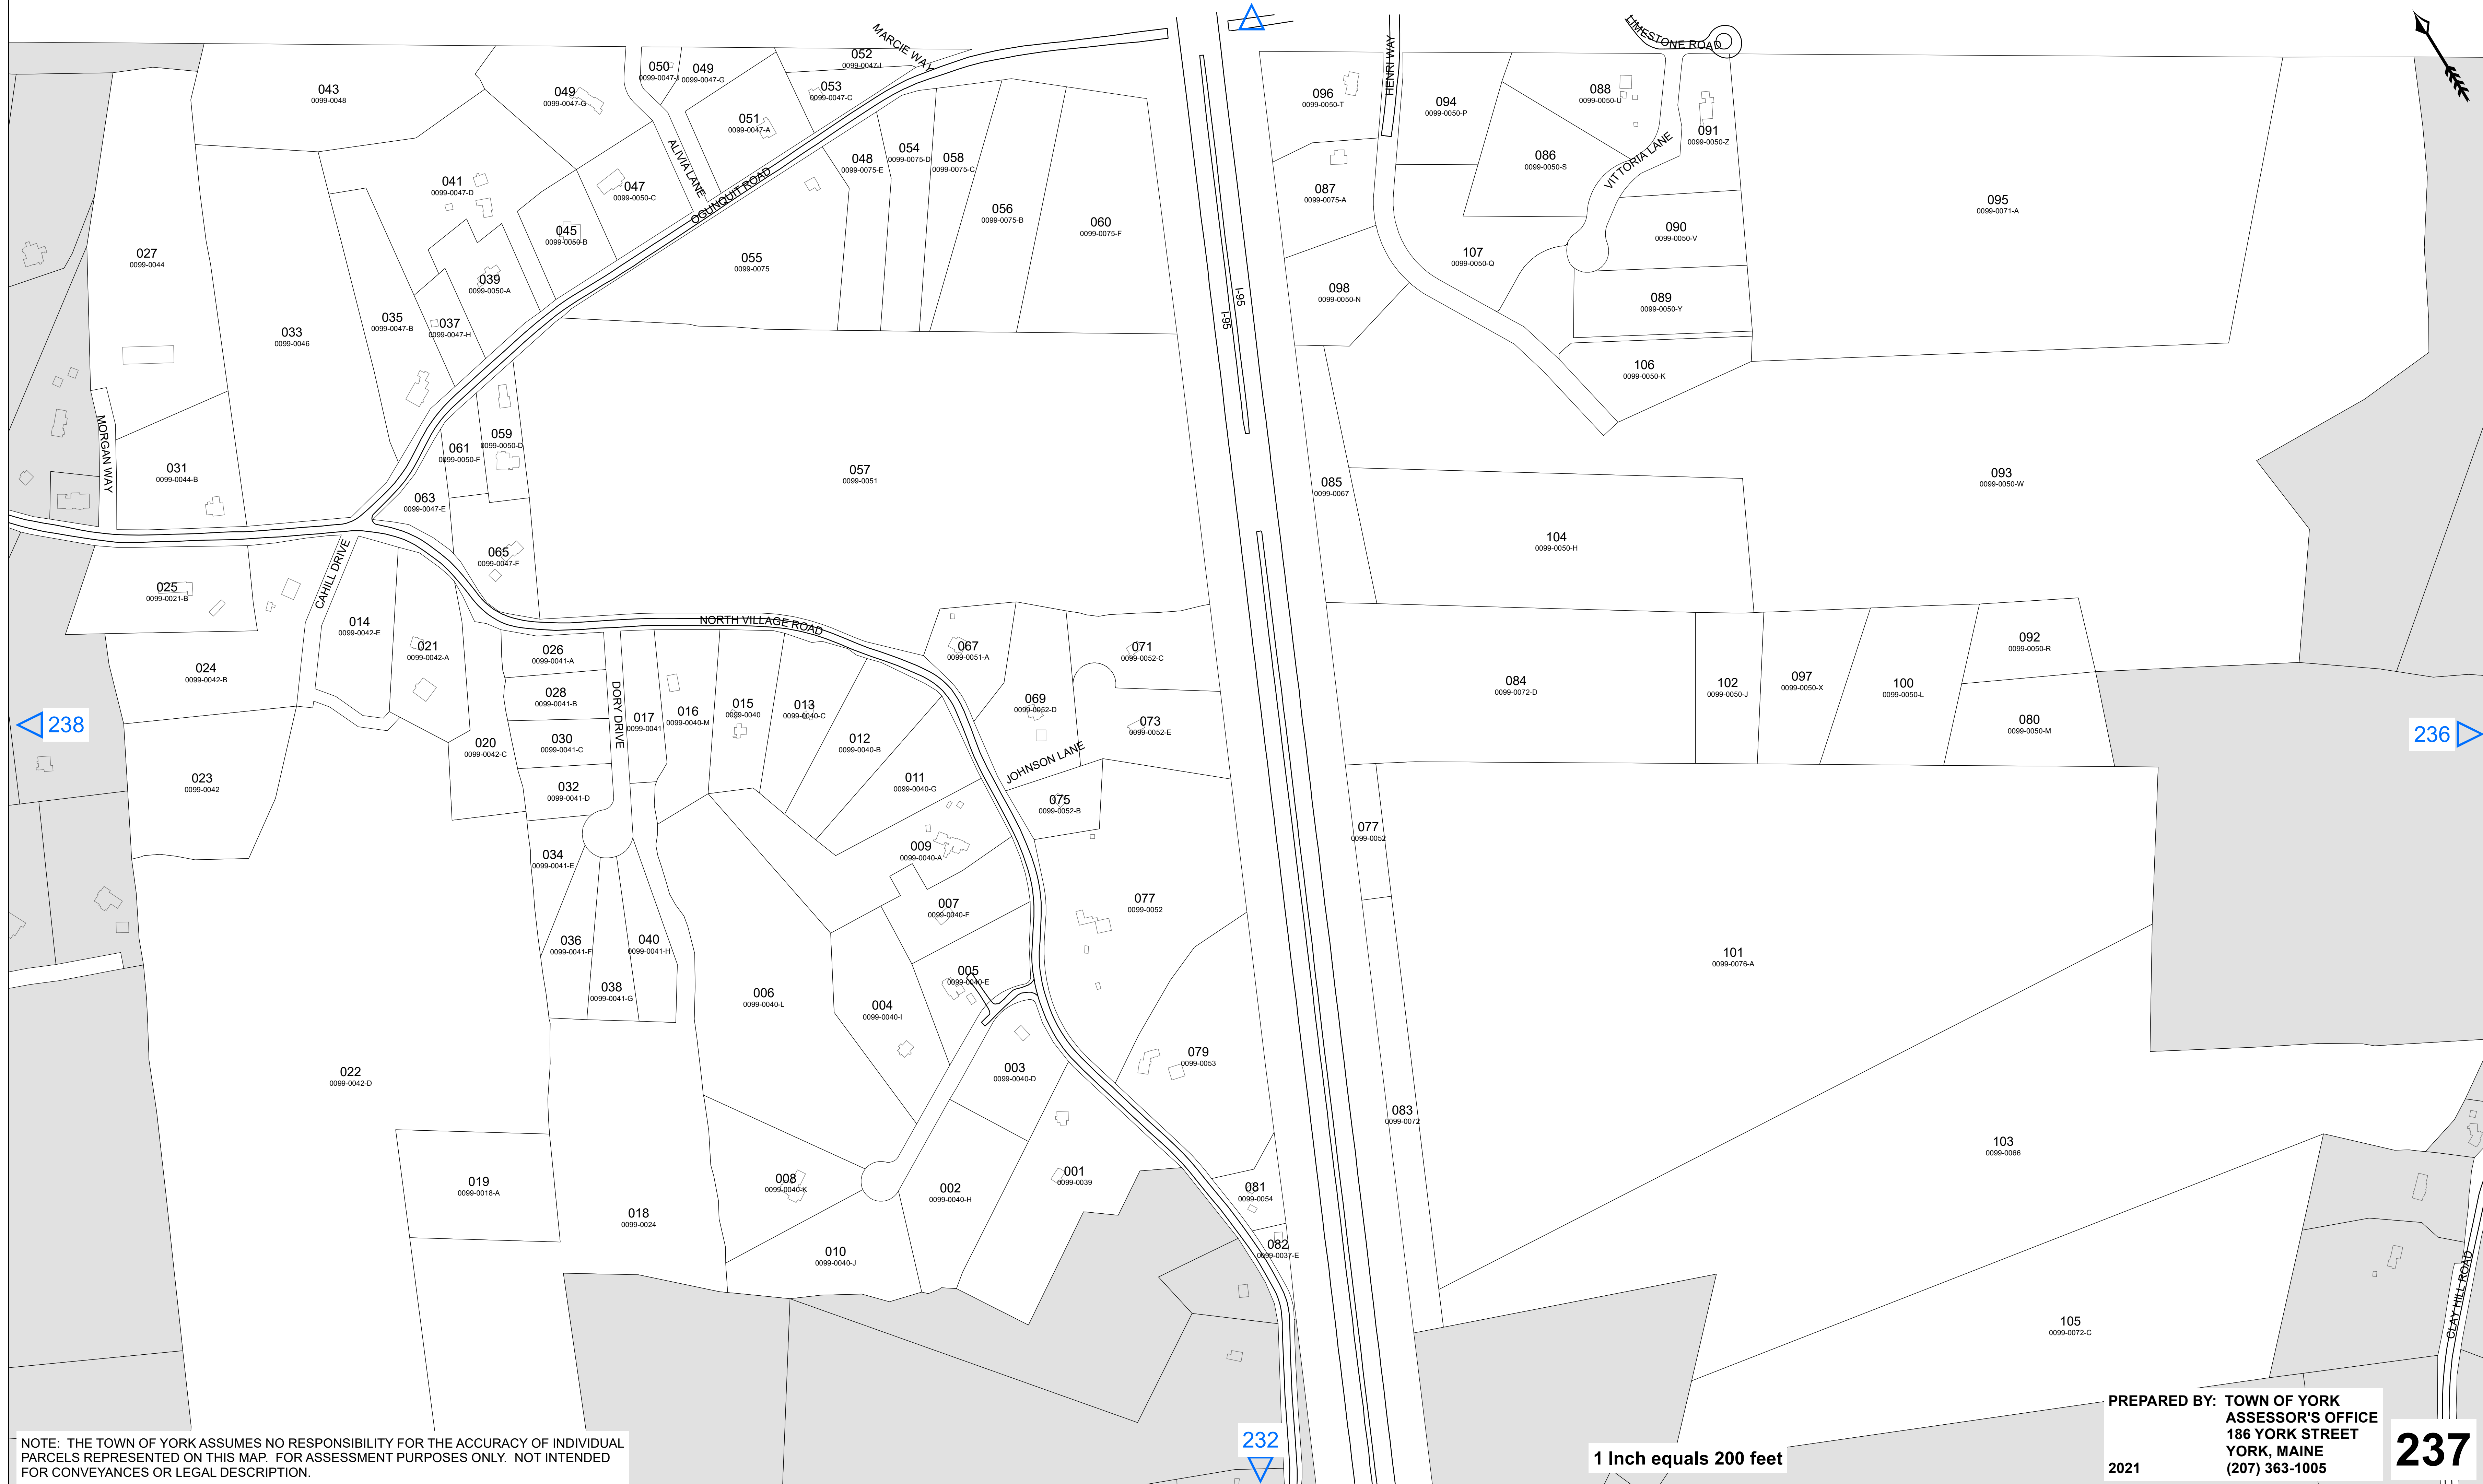 MARCIE WAY
HENRI WAY
LIMESTONE ROAD
043
0099-0048
049
0099-0047-G
050
0099-0047-J
049
0099-0047-G
052
0099-0047-I
053
0099-0047-C
051
0099-0047-A
096
0099-0050-T
094
0099-0050-P
088
0099-0050-U
091
0099-0050-Z
086
0099-0050-S
VITTORIA LANE
ALIVIA LANE
OGUNQUIT ROAD
041
0099-0047-D
047
0099-0050-C
048
0099-0075-E
054
0099-0075-D
058
0099-0075-C
087
0099-0075-A
095
0099-0071-A
045
0099-0050-B
056
0099-0075-B
060
0099-0075-F
090
0099-0050-V
027
0099-0044
039
0099-0050-A
055
0099-0075
107
0099-0050-Q
098
0099-0050-N
089
0099-0050-Y
I-95
I-95
033
0099-0046
035
0099-0047-B
037
0099-0047-H
106
0099-0050-K
MORGAN WAY
031
0099-0044-B
061
0099-0050-F
059
0099-0050-D
057
0099-0051
085
0099-0067
093
0099-0050-W
063
0099-0047-E
065
0099-0047-F
104
0099-0050-H
025
0099-0021-B
CAHILL DRIVE
014
0099-0042-E
021
0099-0042-A
026
0099-0041-A
NORTH VILLAGE ROAD
067
0099-0051-A
071
0099-0052-C
092
0099-0050-R
024
0099-0042-B
028
0099-0041-B
DORY DRIVE
017
0099-0041
016
0099-0040-M
015
0099-0040
013
0099-0040-C
069
0099-0052-D
073
0099-0052-E
084
0099-0072-D
102
0099-0050-J
097
0099-0050-X
100
0099-0050-L
080
0099-0050-M
238
236
020
0099-0042-C
030
0099-0041-C
012
0099-0040-B
JOHNSON LANE
023
0099-0042
032
0099-0041-D
011
0099-0040-G
075
0099-0052-B
077
0099-0052
034
0099-0041-E
009
0099-0040-A
007
0099-0040-F
077
0099-0052
036
0099-0041-F
040
0099-0041-H
101
0099-0076-A
038
0099-0041-G
006
0099-0040-L
004
0099-0040-I
005
0099-0040-E
022
0099-0042-D
003
0099-0040-D
079
0099-0053
083
0099-0072
103
0099-0066
019
0099-0018-A
008
0099-0040-K
002
0099-0040-H
001
0099-0039
081
0099-0054
018
0099-0024
010
0099-0040-J
082
0099-0037-E
105
0099-0072-C
CLAY HILL ROAD
NOTE: THE TOWN OF YORK ASSUMES NO RESPONSIBILITY FOR THE ACCURACY OF INDIVIDUAL
PARCELS REPRESENTED ON THIS MAP. FOR ASSESSMENT PURPOSES ONLY. NOT INTENDED
FOR CONVEYANCES OR LEGAL DESCRIPTION.
232
1 Inch equals 200 feet
PREPARED BY: TOWN OF YORK
ASSESSOR'S OFFICE
186 YORK STREET
YORK, MAINE
2021 (207) 363-1005
237